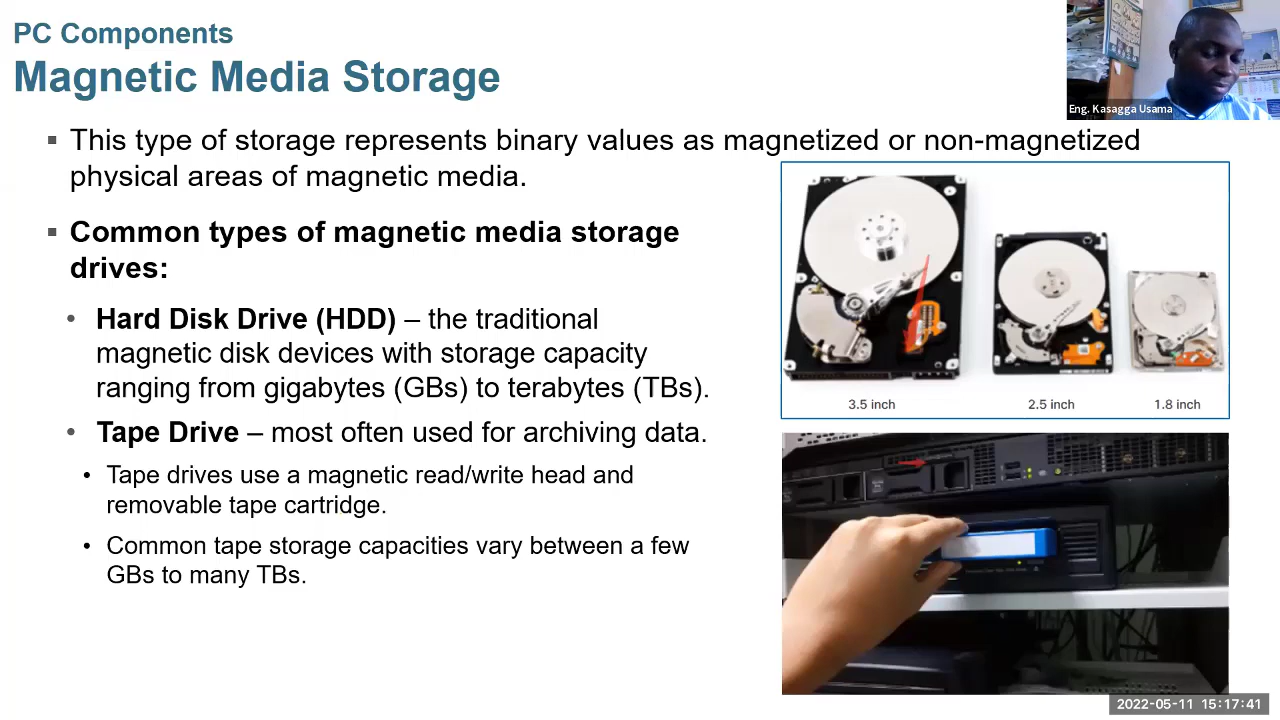 PC Components
Magnetic Media Storage
Eng. Kasagga Usama
▪ This type of storage represents binary values as magnetized or non-magnetized
physical areas of magnetic media.
▪ Common types of magnetic media storage
drives:
• Hard Disk Drive (HDD) – the traditional
magnetic disk devices with storage capacity
ranging from gigabytes (GBs) to terabytes (TBs).
• Tape Drive – most often used for archiving data.
• Tape drives use a magnetic read/write head and
removable tape cartridge.
• Common tape storage capacities vary between a few
GBs to many TBs.
3.5 inch
2.5 inch
1.8 inch
2022-05-11 15:17:41